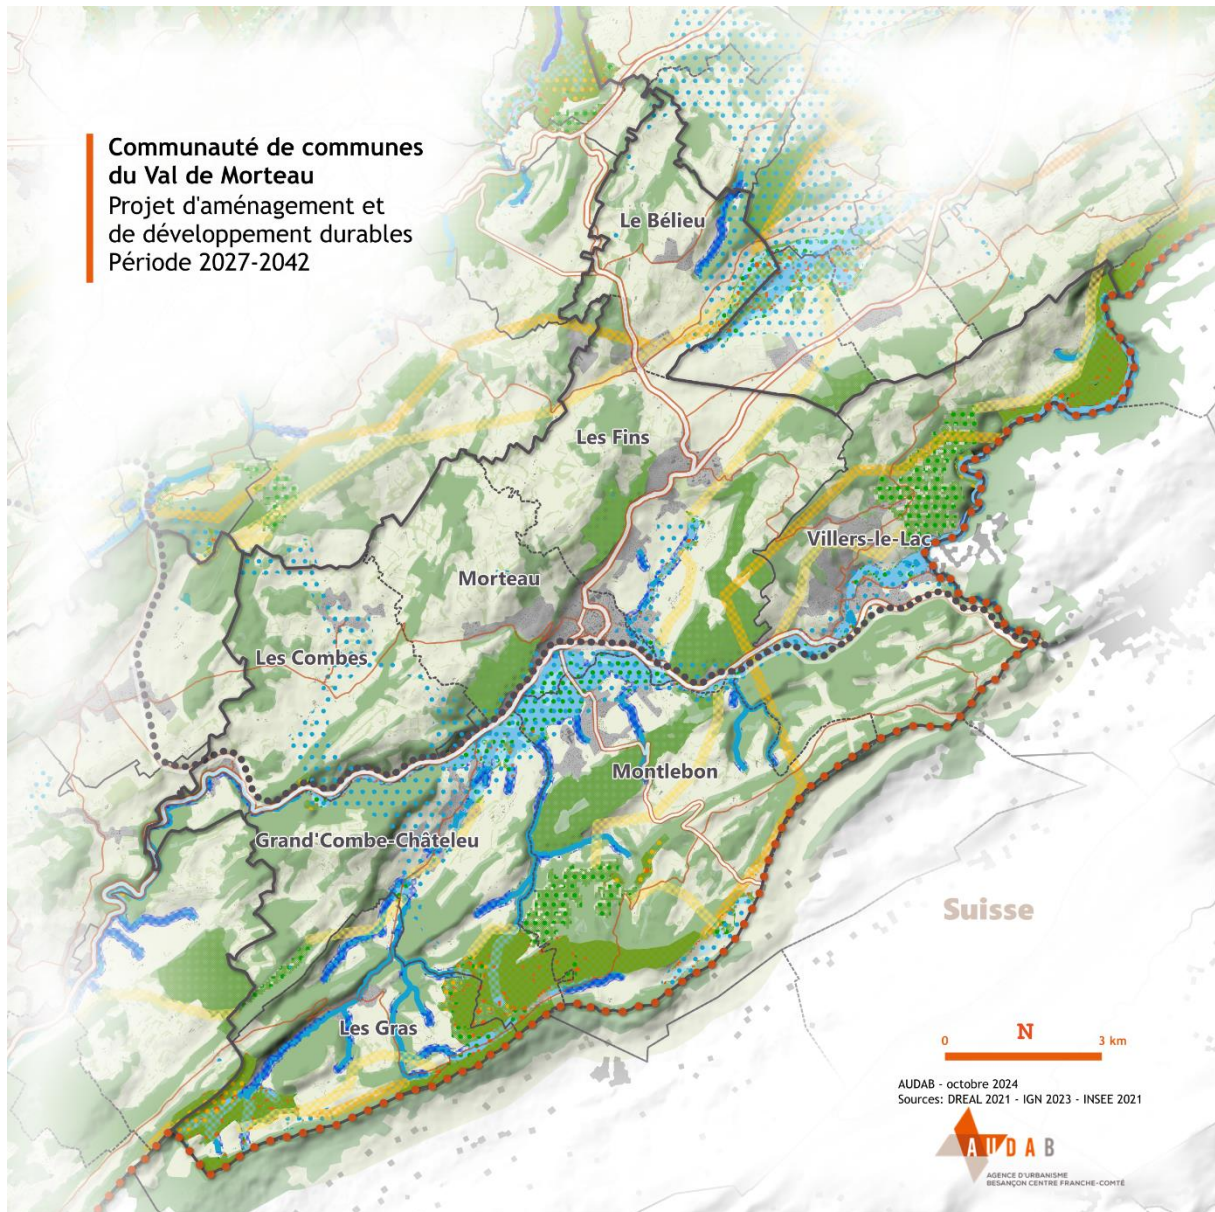 Communauté de communes
du Val de Morteau
Projet d'aménagement et
de développement durables
Période 2027-2042
Le Bélieu
Les Fins
Villers-le-Lac
Morteau
Les Combes
Montlebon
Grand'Combe-Châteleu
Suisse
Les Gras
N
0 3 km
AUDAB - octobre 2024
Sources: DREAL 2021 - IGN 2023 - INSEE 2021
AUDAB
AGENCE D'URBANISME
BESANÇON CENTRE FRANCHE-COMTÉ